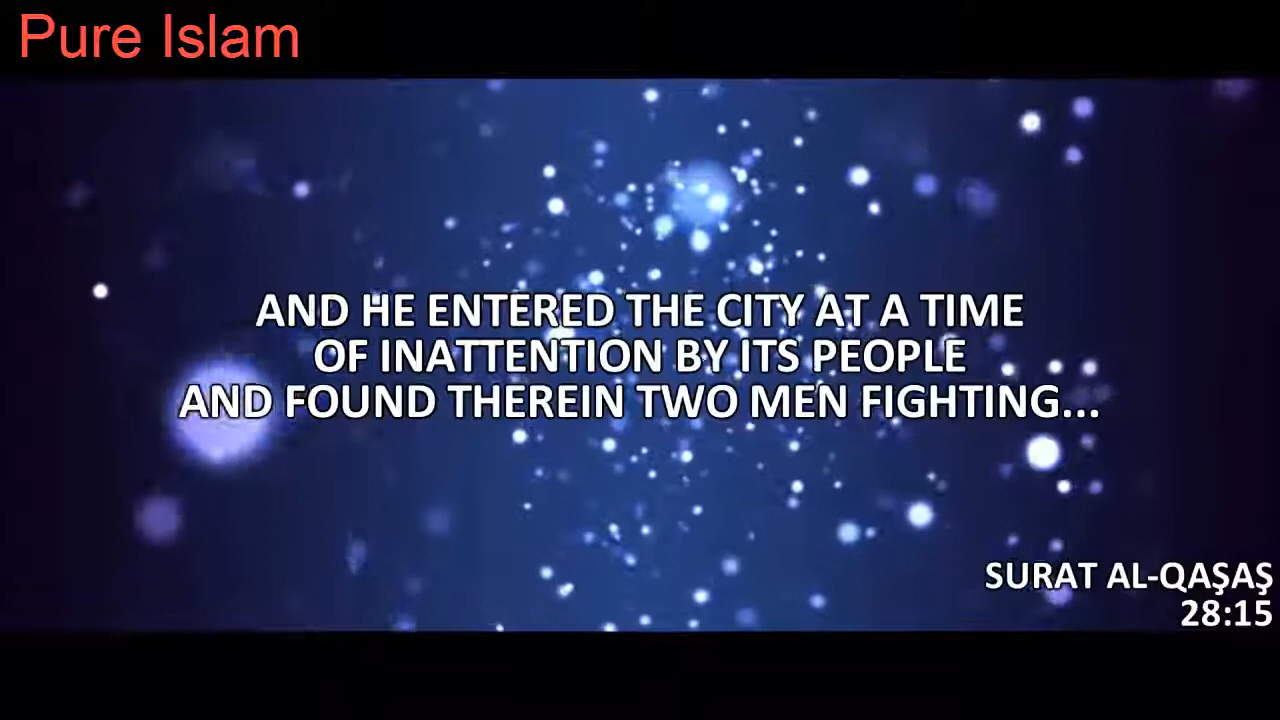 Pure Islam
AND HE ENTERED THE CITY AT A TIME
OF INATTENTION BY ITS PEOPLE
AND FOUND THEREIN TWO MEN FIGHTING...
SURAT AL-QAŞAŞ
28:15